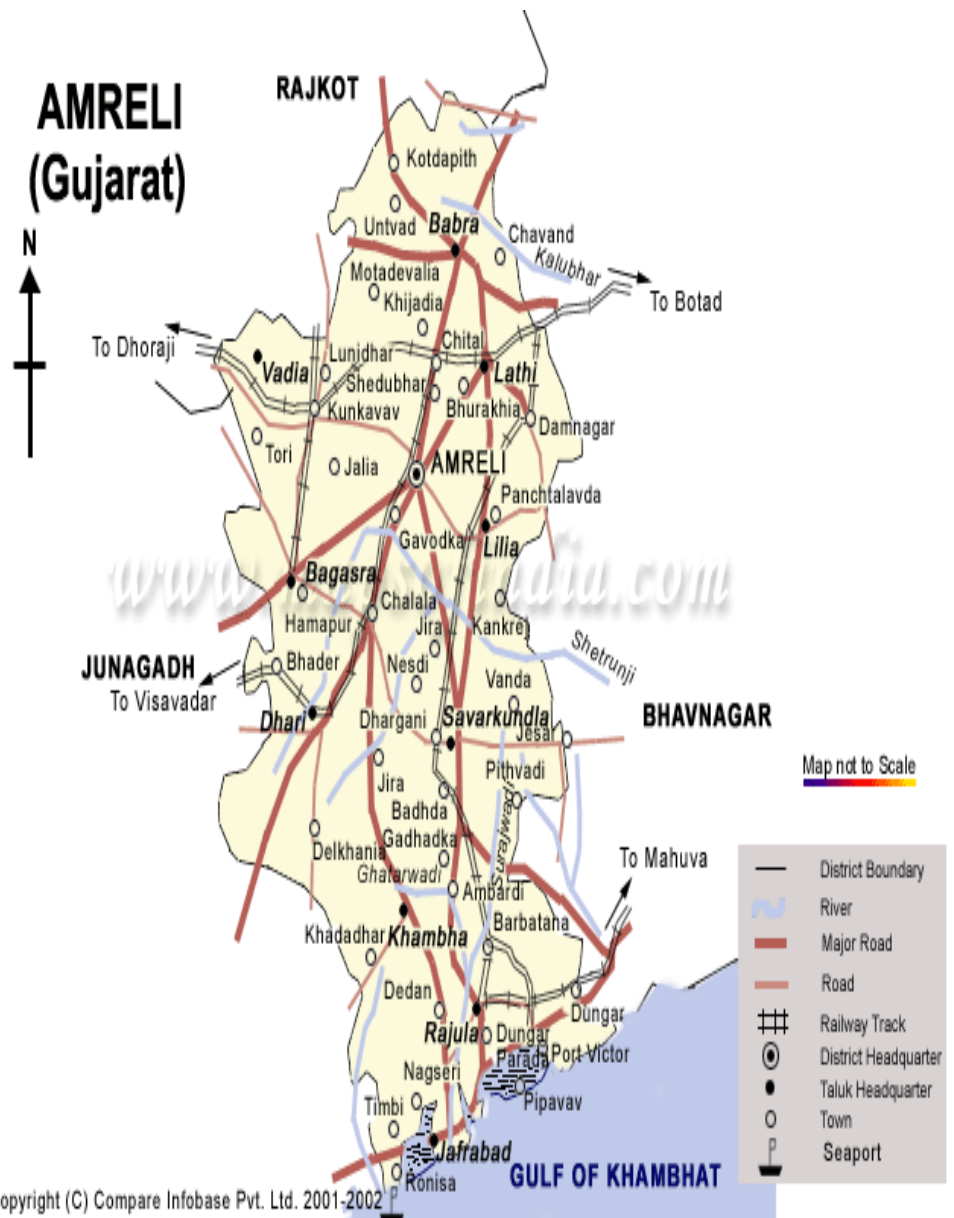 AMRELI
(Gujarat)
RAJKOT
N
Kotdapith
Untvad
Babra
Chavand
Kalubhar
Motadevalia
Khijadia
To Botad
To Dhoraji
Chital
Lunidhar
Vadia
Shedubhar
Lathi
Kunkavav
Bhurakhia
Damnagar
Tori
Jalia
AMRELI
Panchtalavda
Gavodka
Lilia
Bagasra
Hamapur
Chalala
Jira
Kankrej
Shetrunji
JUNAGADH
Bhader
Nesdi
To Visavadar
Vanda
Dhari
Dhargani
Savarkundla
Jesar
BHAVNAGAR
Pithvadi
Jira
Map not to Scale
Badhda
Surajwadi
Gadhadka
Delkhania
Ghatarwadi
To Mahuva
Ambardi
Barbatana
Khadadhar
Khambha
Dedan
Dungar
Rajula
Dungar
Parada
Port Victor
Nagseri
Pipavav
Timbi
Jafrabad
Ronisa
GULF OF KHAMBHAT
District Boundary
River
Major Road
Road
Railway Track
District Headquarter
Taluk Headquarter
Town
Seaport
opyright (C) Compare Infobase Pvt. Ltd. 2001-2002